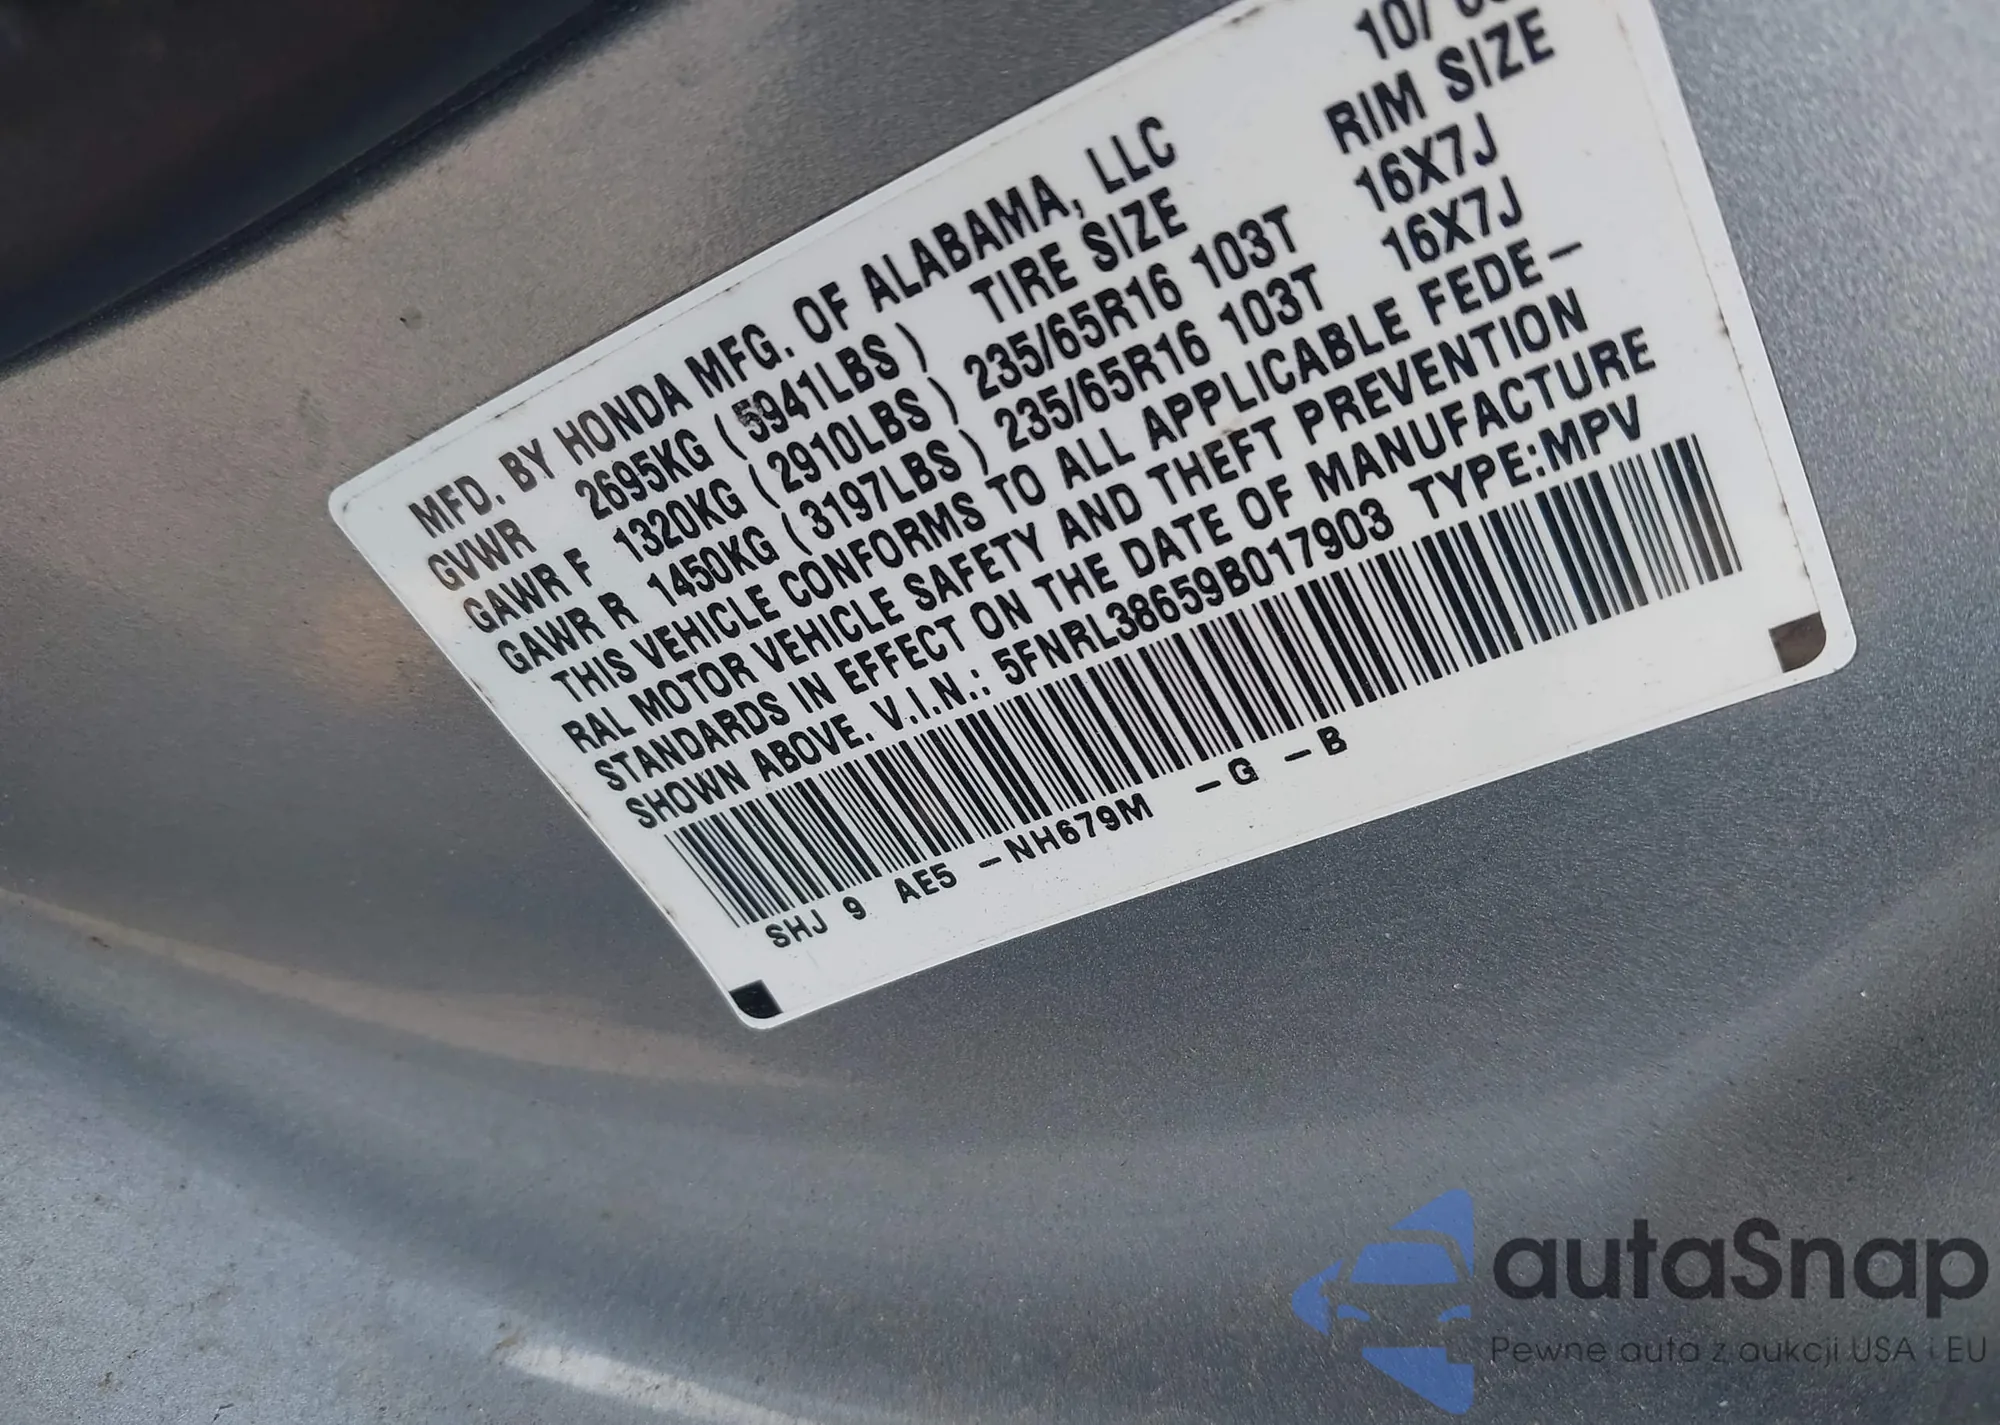 10/
MFD. BY HONDA MFG. OF ALABAMA, LLC
GVWR 2695KG (5941LBS) TIRE SIZE RIM SIZE
GAWR F 1320KG (2910LBS) 235/65R16 103T 16X7J
GAWR R 1450KG (3197LBS) 235/65R16 103T 16X7J
THIS VEHICLE CONFORMS TO ALL APPLICABLE FEDE-
RAL MOTOR VEHICLE SAFETY AND THEFT PREVENTION
STANDARDS IN EFFECT ON THE DATE OF MANUFACTURE
SHOWN ABOVE. V.I.N.: 5FNRL38659B017903 TYPE:MPV
SHJ 9 AE5 -NH679M -G -B
autaSnap
Pewne auta z aukcji USA i EU